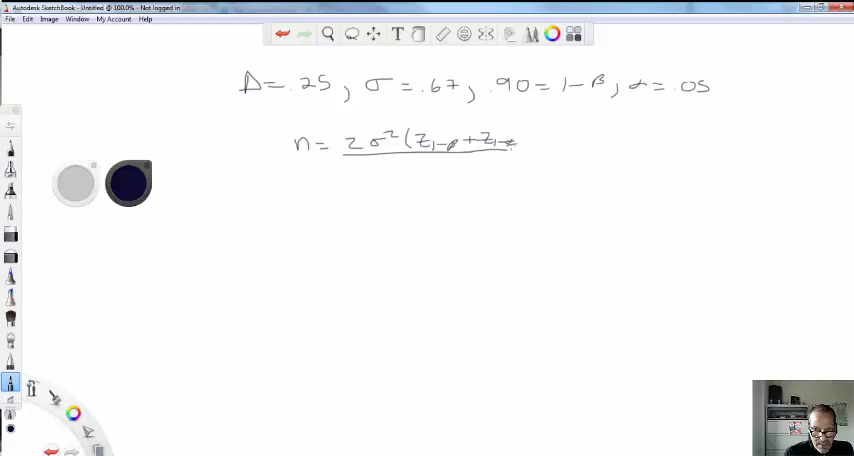 Autodesk SketchBook - Untitled @ 100.0% - Not logged in
File Edit Image Window My Account Help
T
Δ=.25, σ=.67, .90=1-β, α=.05
n= 2σ²(Z1-β+Z1-α